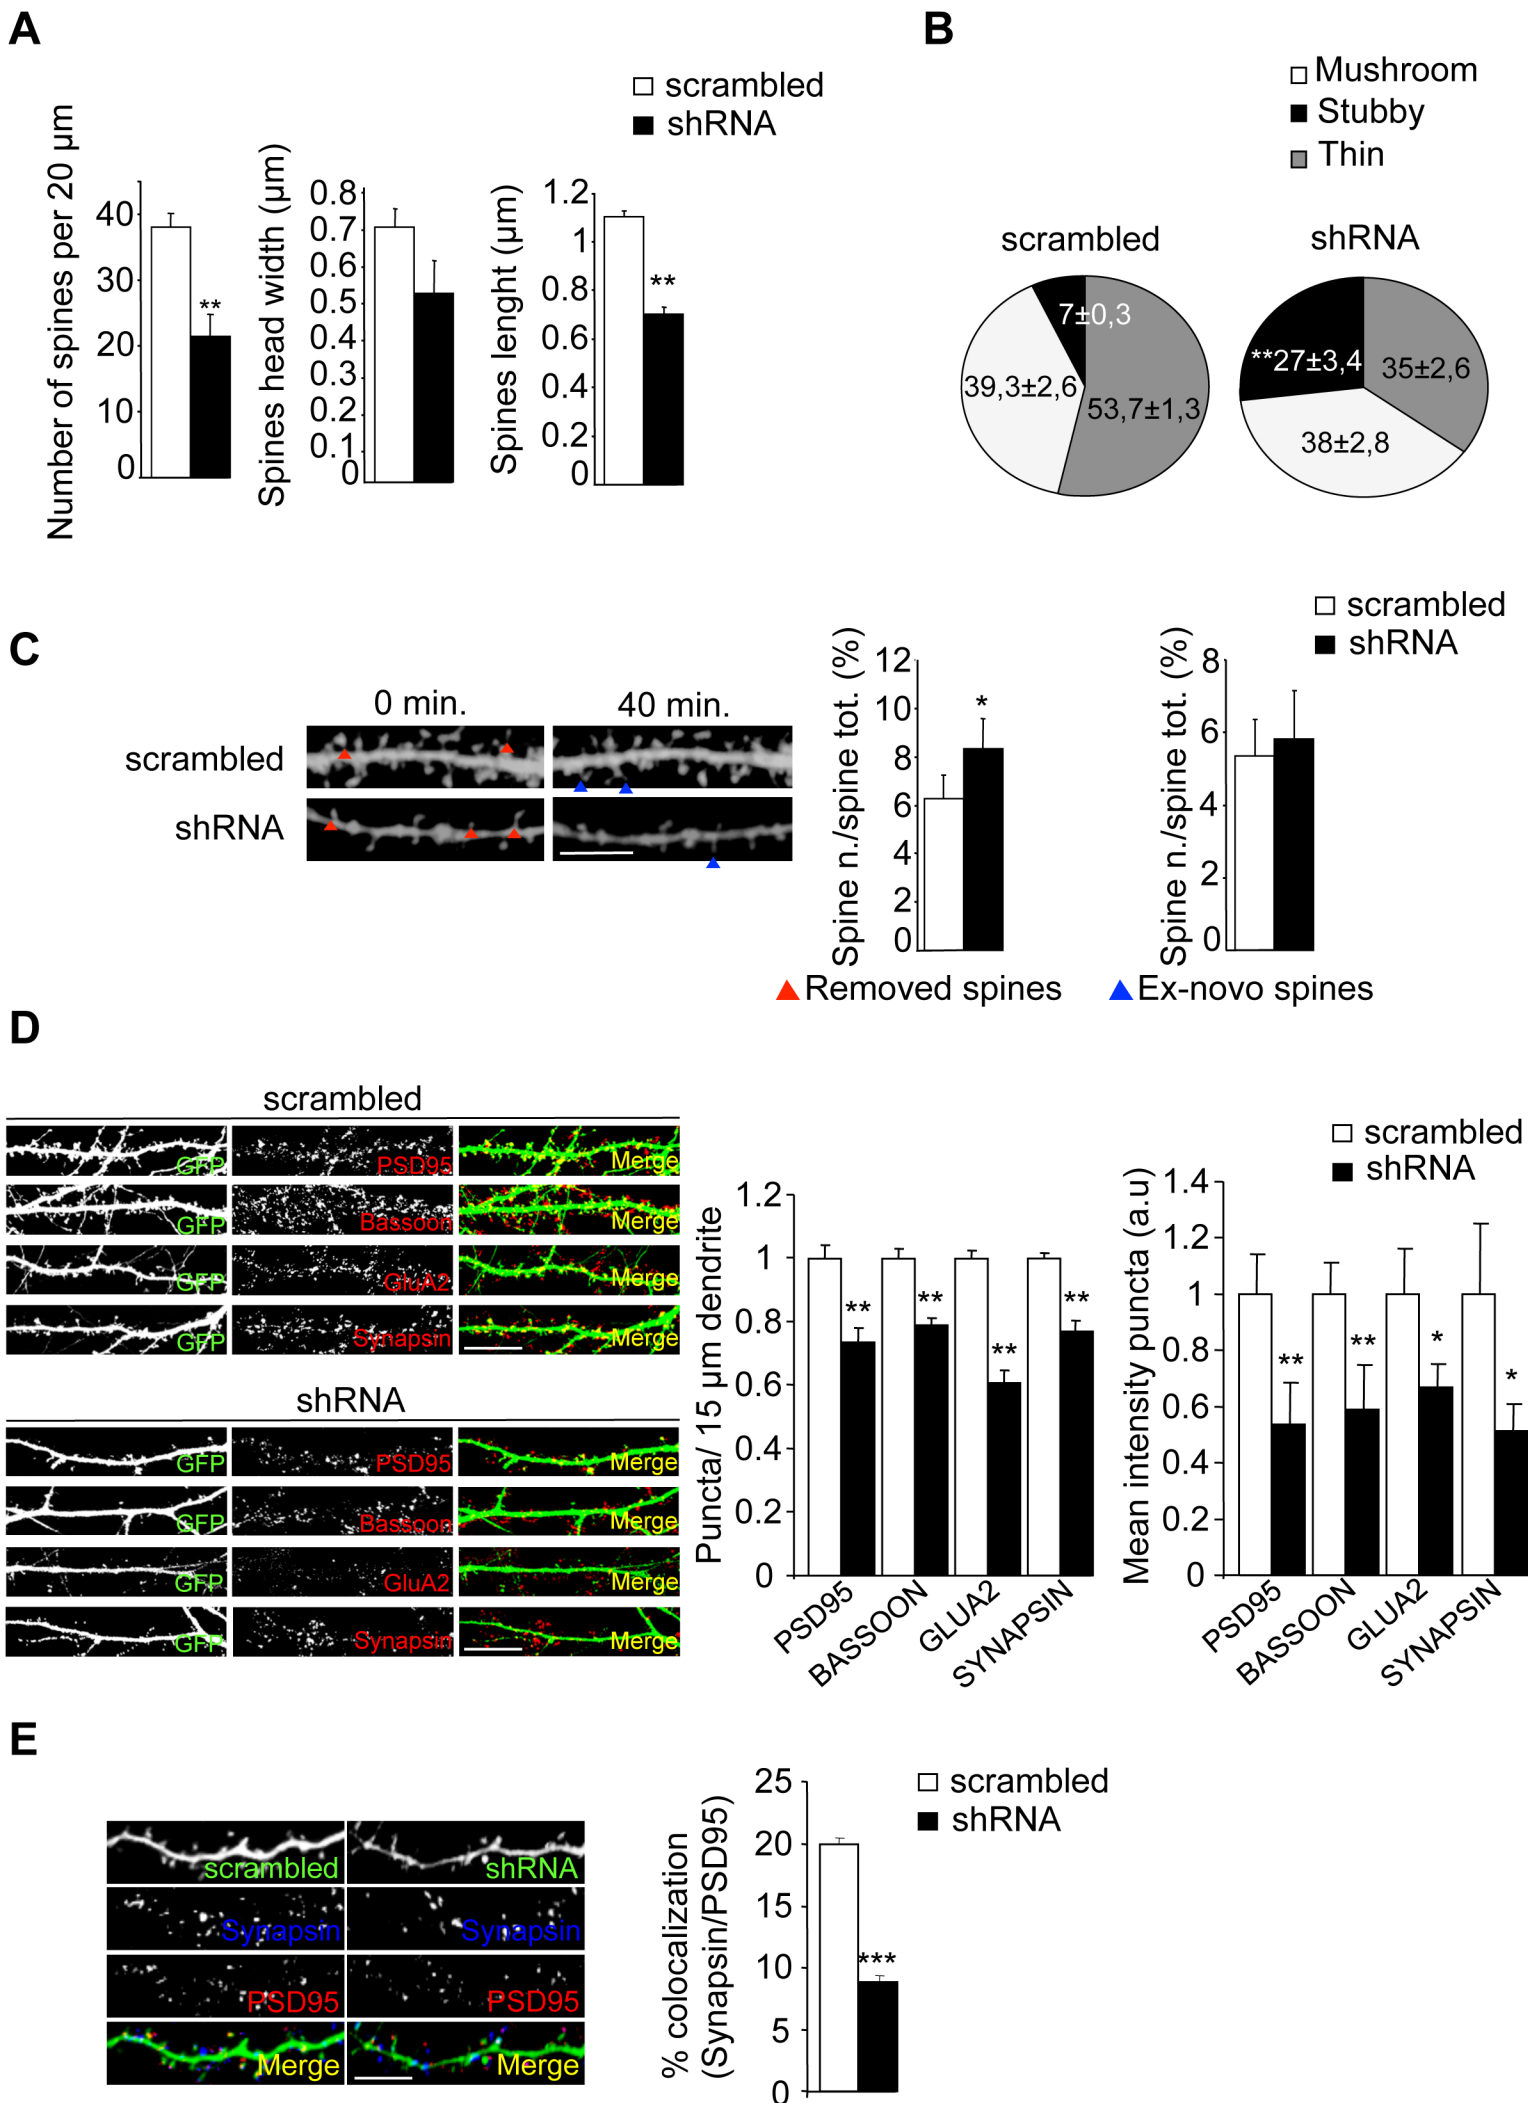 A
scrambled
shRNA
Number of spines per 20 µm
40
30
20
10
0
**
Spines head width (µm)
0.8
0.7
0.6
0.5
0.4
0.3
0.2
0.1
0
Spines lenght (µm)
1.2
1
0.8
0.6
0.4
0.2
0
**
B
Mushroom
Stubby
Thin
scrambled
7±0,3
39,3±2,6
53,7±1,3
shRNA
**27±3,4
35±2,6
38±2,8
C
0 min.
40 min.
scrambled
shRNA
Spine n./spine tot. (%)
12
10
8
6
4
2
0
*
Removed spines
Spine n./spine tot. (%)
8
6
4
2
0
Ex-novo spines
scrambled
shRNA
D
scrambled
GFP PSD95 Merge
GFP Bassoon Merge
GFP GluA2 Merge
GFP Synapsin Merge
shRNA
GFP PSD95 Merge
GFP Bassoon Merge
GFP GluA2 Merge
GFP Synapsin Merge
Puncta/ 15 µm dendrite
1.2
1
0.8
0.6
0.4
0.2
0
** ** ** **
PSD95 BASSOON GLUA2 SYNAPSIN
scrambled
shRNA
Mean intensity puncta (a.u)
1.4
1.2
1
0.8
0.6
0.4
0.2
0
** ** * *
PSD95 BASSOON GLUA2 SYNAPSIN
E
scrambled shRNA
Synapsin Synapsin
PSD95 PSD95
Merge Merge
% colocalization
(Synapsin/PSD95)
25
20
15
10
5
0
***
scrambled
shRNA